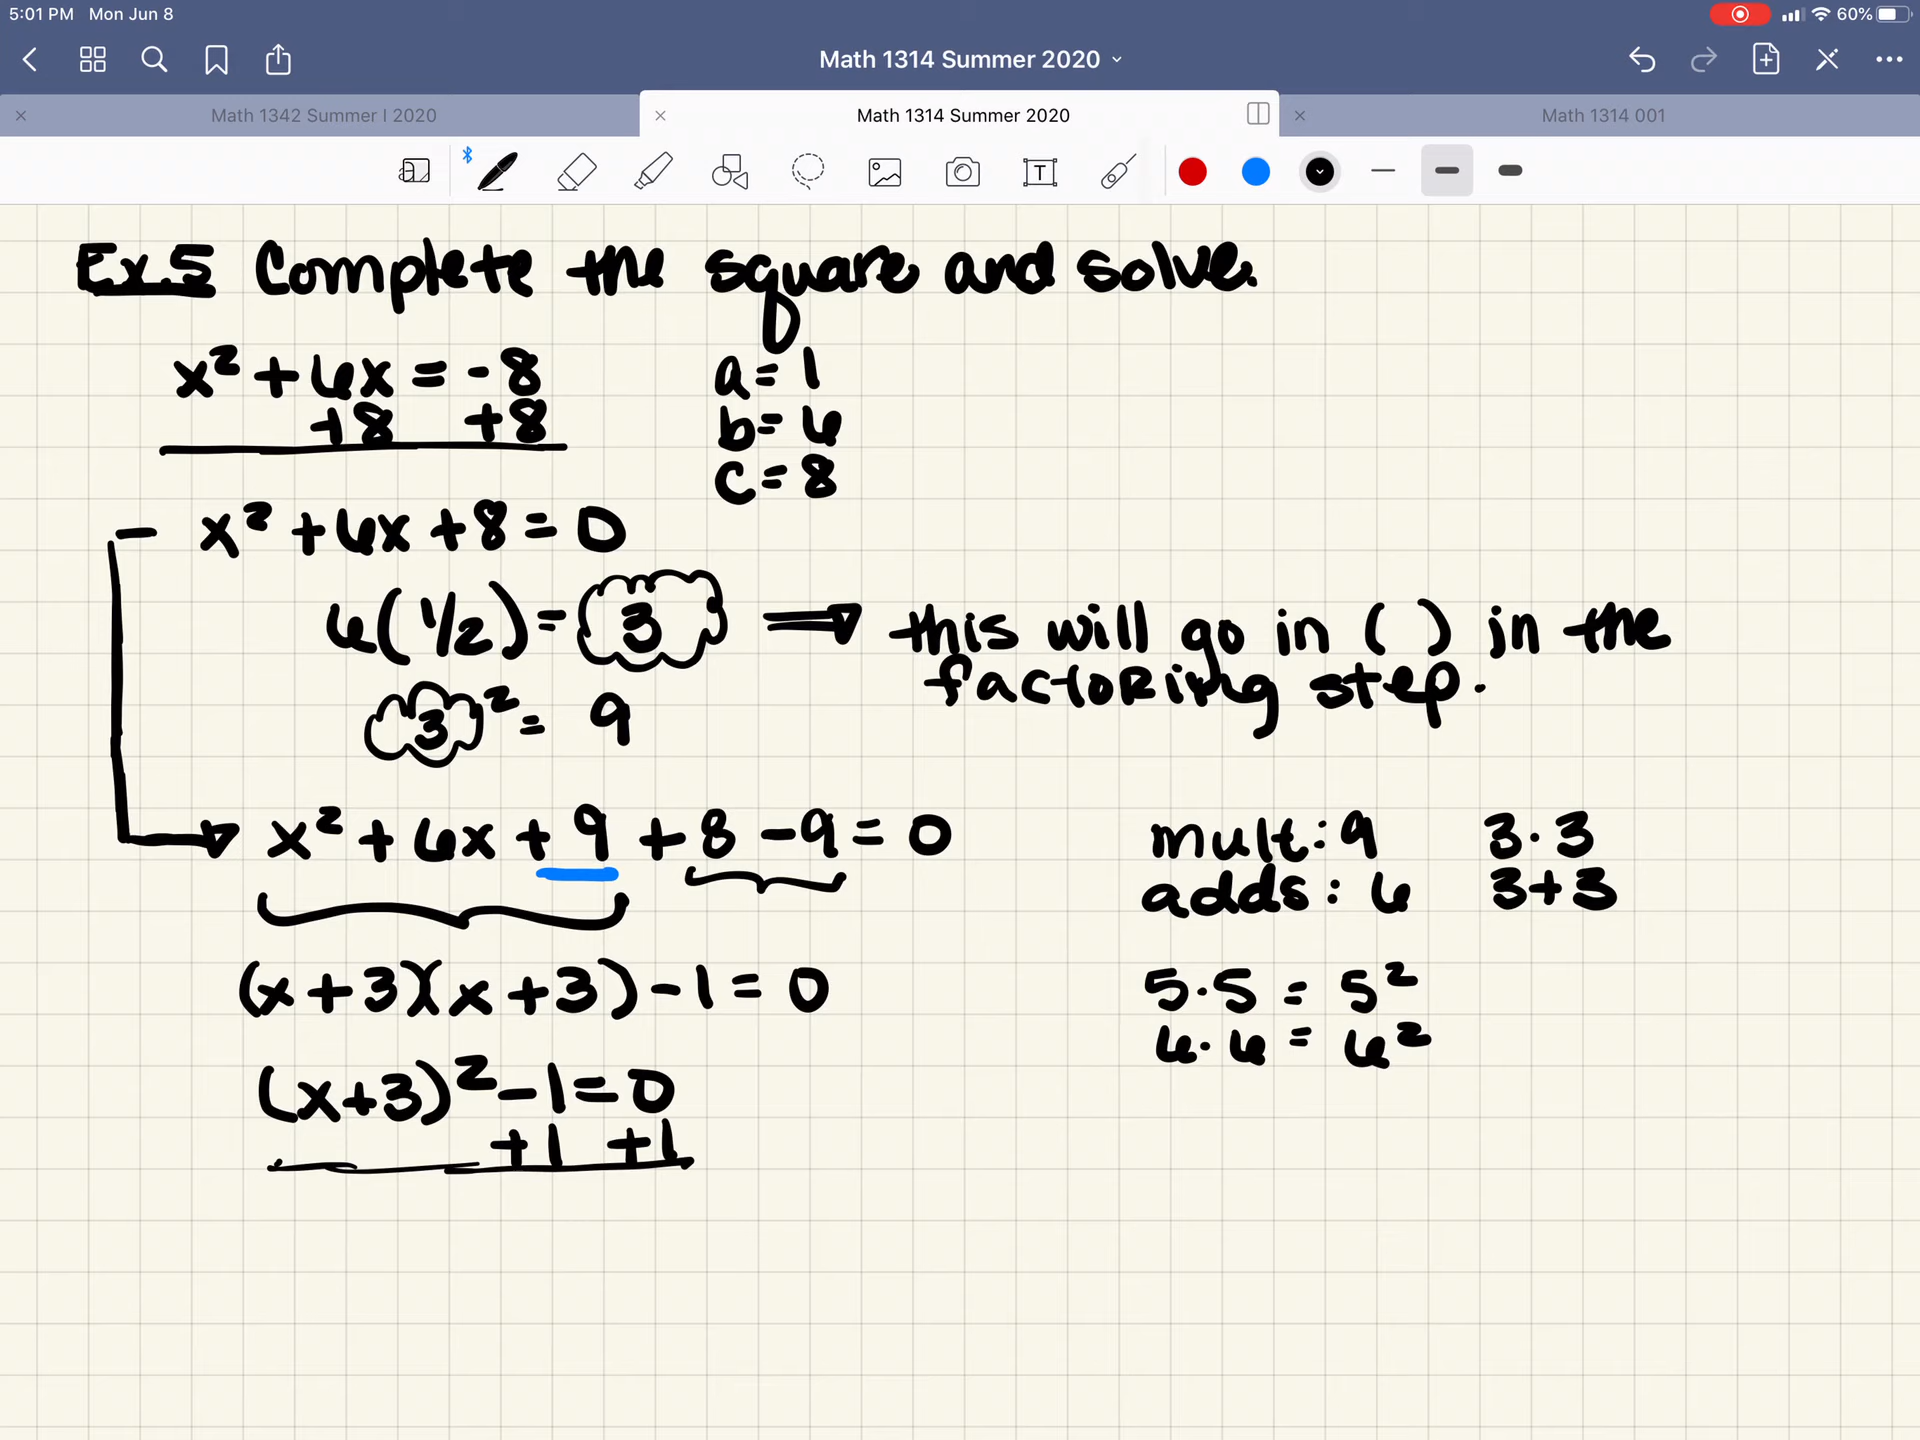 5:01 PM Mon Jun 8
60%
Math 1314 Summer 2020
Math 1342 Summer I 2020
Math 1314 Summer 2020
Math 1314 001
Ex.5 Complete the square and solve.
x² + 6x = -8
+8 +8
a = 1
b = 6
c = 8
x² + 6x + 8 = 0
6(1/2) = 3 ⇒ this will go in ( ) in the
factoring step.
3² = 9
x² + 6x + 9 + 8 - 9 = 0
mult: 9 3·3
adds: 6 3+3
(x + 3)(x + 3) - 1 = 0
5·5 = 5²
6·6 = 6²
(x+3)² - 1 = 0
+1 +1